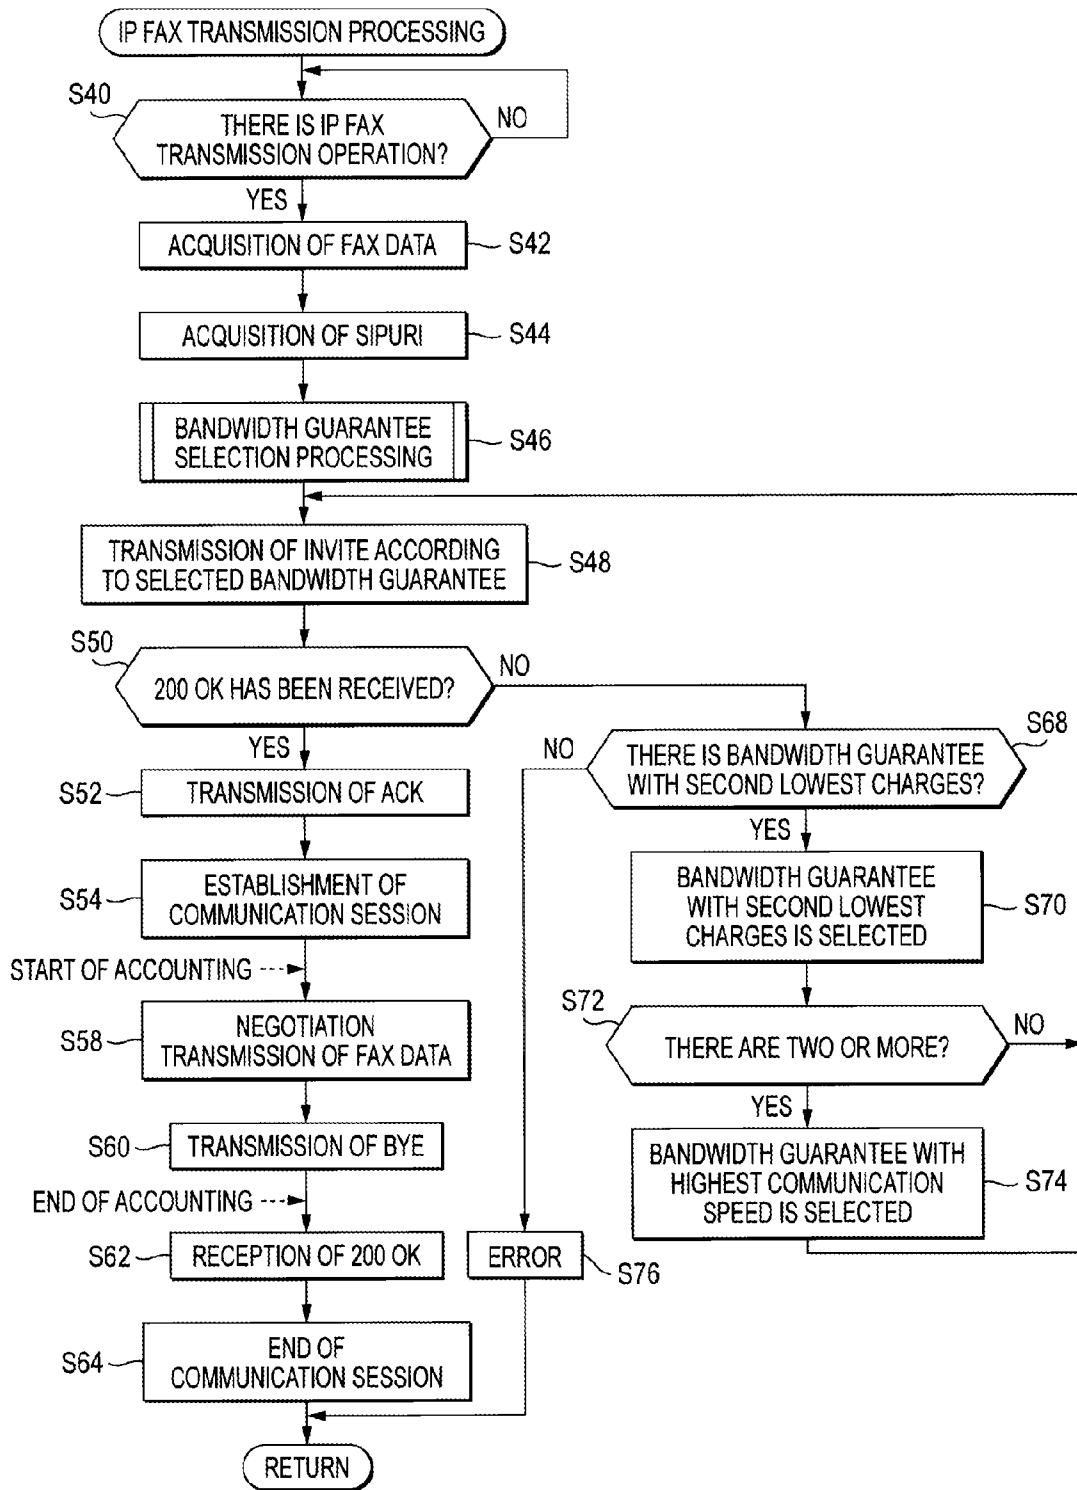 IP FAX TRANSMISSION PROCESSING
S40
THERE IS IP FAX
TRANSMISSION OPERATION?
NO
YES
ACQUISITION OF FAX DATA
S42
ACQUISITION OF SIPURI
S44
BANDWIDTH GUARANTEE
SELECTION PROCESSING
S46
TRANSMISSION OF INVITE ACCORDING
TO SELECTED BANDWIDTH GUARANTEE
S48
S50
200 OK HAS BEEN RECEIVED?
NO
YES
S68
THERE IS BANDWIDTH GUARANTEE
WITH SECOND LOWEST CHARGES?
NO
YES
S52
TRANSMISSION OF ACK
S54
ESTABLISHMENT OF
COMMUNICATION SESSION
BANDWIDTH GUARANTEE
WITH SECOND LOWEST
CHARGES IS SELECTED
S70
START OF ACCOUNTING
S58
NEGOTIATION
TRANSMISSION OF FAX DATA
S72
THERE ARE TWO OR MORE?
NO
YES
S60
TRANSMISSION OF BYE
BANDWIDTH GUARANTEE WITH
HIGHEST COMMUNICATION
SPEED IS SELECTED
S74
END OF ACCOUNTING
S62
RECEPTION OF 200 OK
ERROR
S76
S64
END OF
COMMUNICATION SESSION
RETURN